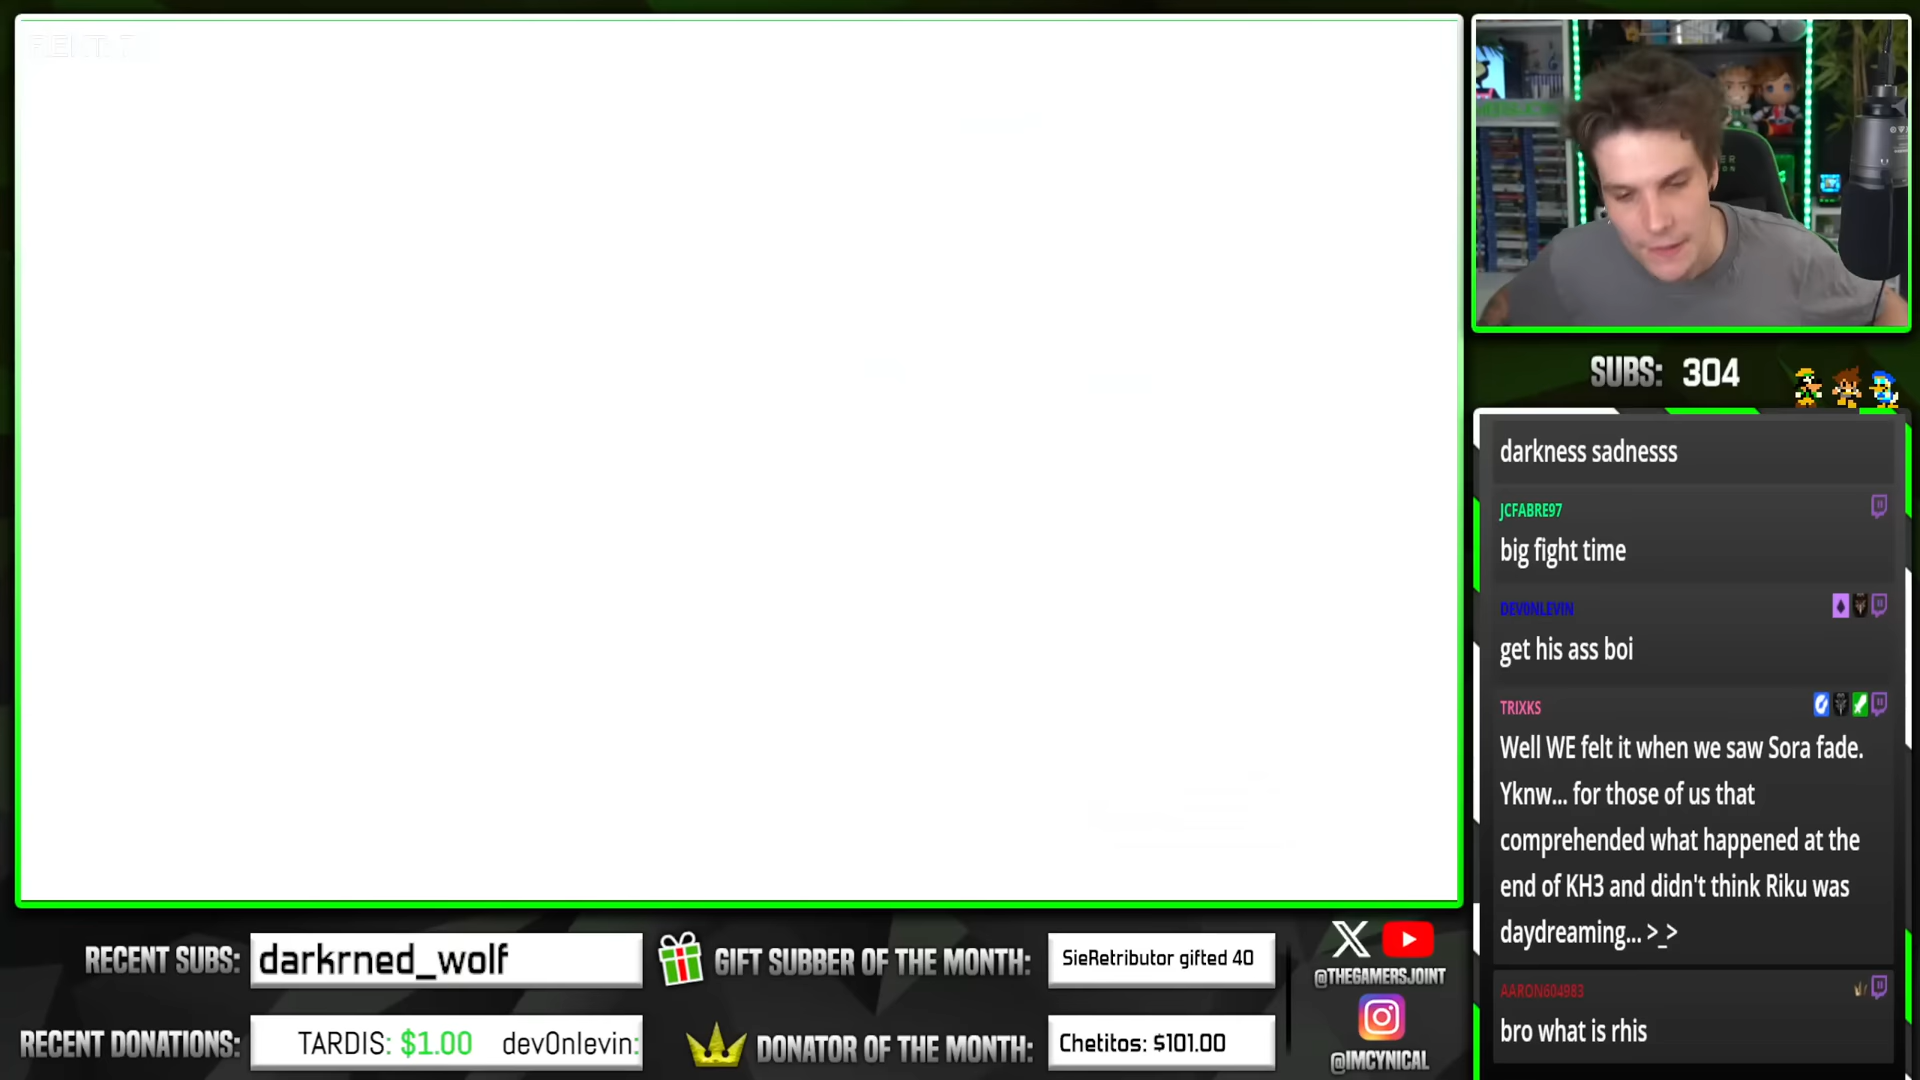 SUBS: 304
darkness sadnesss
JCFABRE97
big fight time
DEV0NLEVIN
get his ass boi
TRIXKS
Well WE felt it when we saw Sora fade.
Yknw... for those of us that
comprehended what happened at the
end of KH3 and didn't think Riku was
daydreaming... >_>
AARON604983
bro what is rhis
RECENT SUBS: darkrned_wolf
GIFT SUBBER OF THE MONTH: SieRetributor gifted 40
@THEGAMERSJOINT
RECENT DONATIONS: TARDIS: $1.00 dev0nlevin:
DONATOR OF THE MONTH: Chetitos: $101.00
@IMCYNICAL